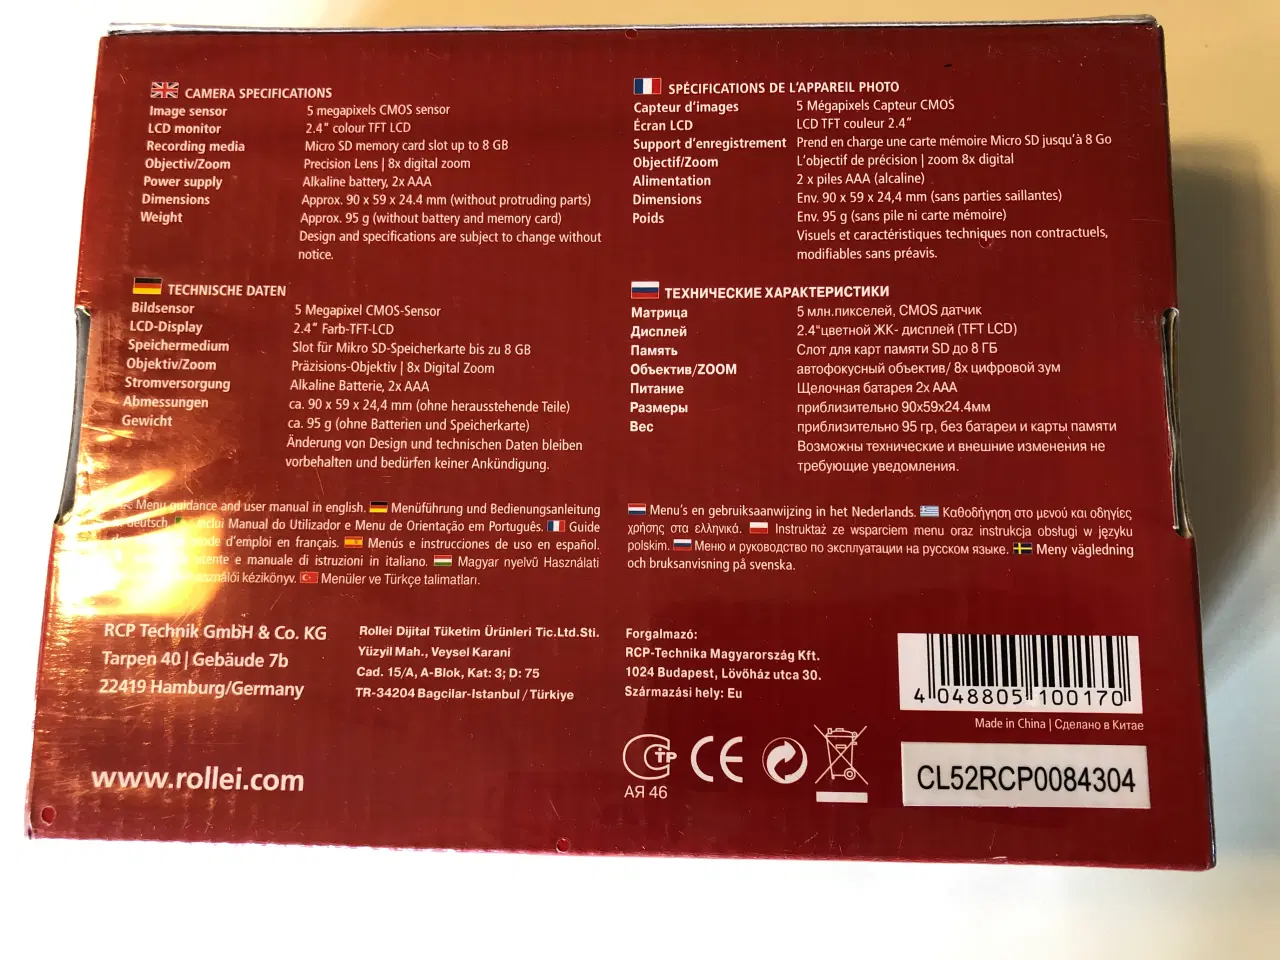 CAMERA SPECIFICATIONS
Image sensor 5 megapixels CMOS sensor
LCD monitor 2.4" colour TFT LCD
Recording media Micro SD memory card slot up to 8 GB
Objectiv/Zoom Precision Lens | 8x digital zoom
Power supply Alkaline battery, 2x AAA
Dimensions Approx. 90 x 59 x 24.4 mm (without protruding parts)
Weight Approx. 95 g (without battery and memory card)
Design and specifications are subject to change without
notice.
SPÉCIFICATIONS DE L'APPAREIL PHOTO
Capteur d'images 5 Mégapixels Capteur CMOS
Écran LCD LCD TFT couleur 2.4"
Support d'enregistrement Prend en charge une carte mémoire Micro SD jusqu'à 8 Go
Objectif/Zoom L'objectif de précision | zoom 8x digital
Alimentation 2 x piles AAA (alcaline)
Dimensions Env. 90 x 59 x 24,4 mm (sans parties saillantes)
Poids Env. 95 g (sans pile ni carte mémoire)
Visuels et caractéristiques techniques non contractuels,
modifiables sans préavis.
TECHNISCHE DATEN
Bildsensor 5 Megapixel CMOS-Sensor
LCD-Display 2.4" Farb-TFT-LCD
Speichermedium Slot für Mikro SD-Speicherkarte bis zu 8 GB
Objektiv/Zoom Präzisions-Objektiv | 8x Digital Zoom
Stromversorgung Alkaline Batterie, 2x AAA
Abmessungen ca. 90 x 59 x 24,4 mm (ohne herausstehende Teile)
Gewicht ca. 95 g (ohne Batterien und Speicherkarte)
Änderung von Design und technischen Daten bleiben
vorbehalten und bedürfen keiner Ankündigung.
ТЕХНИЧЕСКИЕ ХАРАКТЕРИСТИКИ
Матрица 5 млн.пикселей, CMOS датчик
Дисплей 2.4"цветной ЖК- дисплей (TFT LCD)
Память Слот для карт памяти SD до 8 ГБ
Объектив/ZOOM автофокусный объектив/ 8х цифровой зум
Питание Щелочная батарея 2х ААА
Размеры приблизительно 90х59х24.4мм
Вес приблизительно 95 гр, без батареи и карты памяти
Возможны технические и внешние изменения не
требующие уведомления.
Menu guidance and user manual in english. Menüführung und Bedienungsanleitung
deutsch. Inclui Manual do Utilizador e Menu de Orientação em Português. Guide
d'emploi en français. Menús e instrucciones de uso en español.
e manuale di istruzioni in italiano. Magyar nyelvű Használati
kézikönyv. Menüler ve Türkçe talimatları.
Menu's en gebruiksaanwijzing in het Nederlands. Καθοδήγηση στο μενού και οδηγίες
χρήσης στα ελληνικά. Instruktaż ze wsparciem menu oraz instrukcja obsługi w języku
polskim. Меню и руководство по эксплуатации на русском языке. Meny vägledning
och bruksanvisning på svenska.
RCP Technik GmbH & Co. KG
Tarpen 40 | Gebäude 7b
22419 Hamburg/Germany
Rollei Dijital Tüketim Ürünleri Tic.Ltd.Sti.
Yüzyil Mah., Veysel Karani
Cad. 15/A, A-Blok, Kat: 3; D: 75
TR-34204 Bagcilar-Istanbul / Türkiye
Forgalmazó:
RCP-Technika Magyarország Kft.
1024 Budapest, Lövőház utca 30.
Származási hely: Eu
4 048805 100170
Made in China | Сделано в Китае
TP CE
АЯ 46
CL52RCP0084304
www.rollei.com